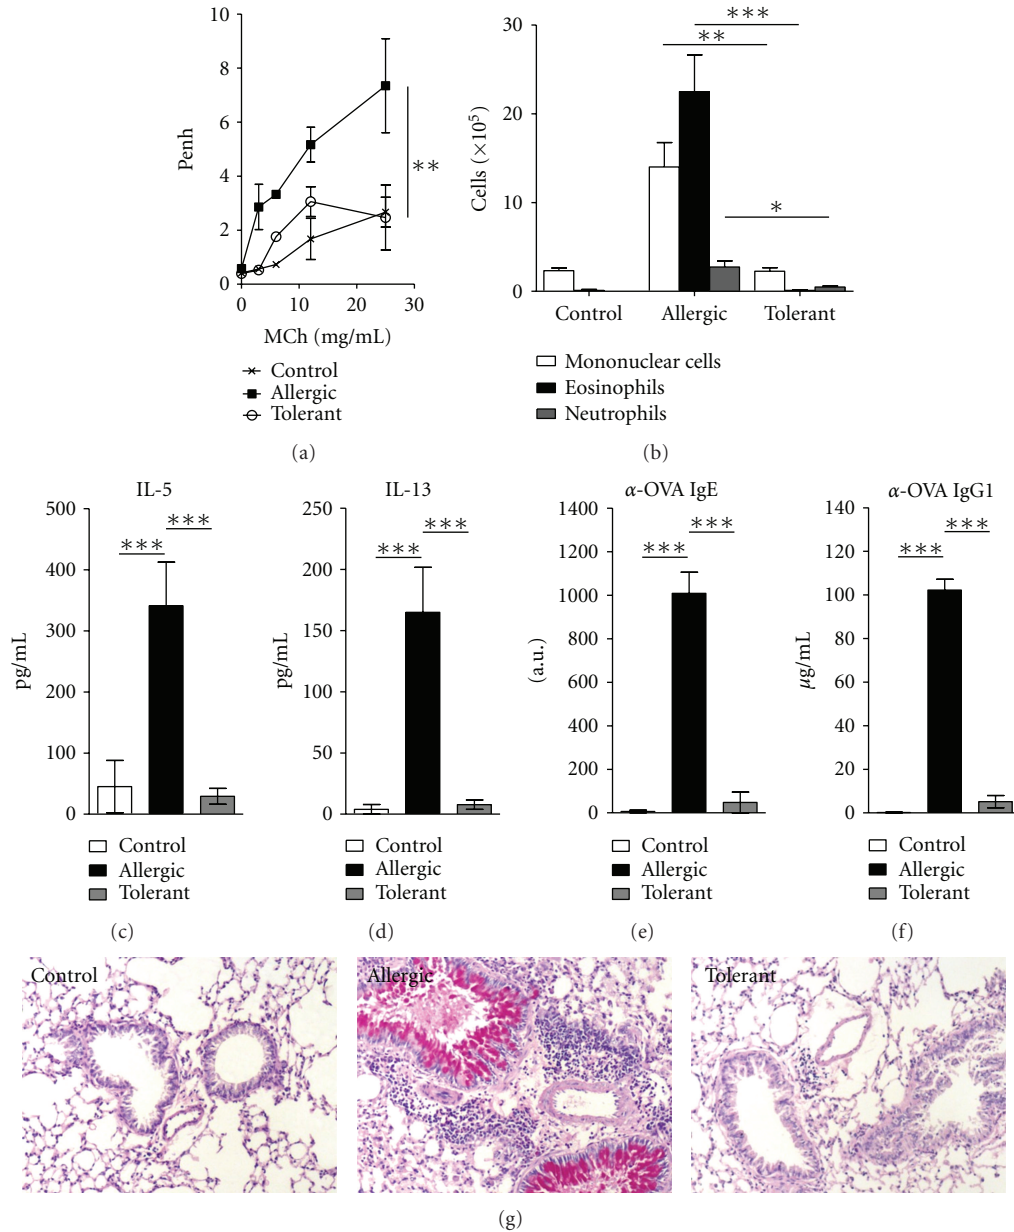 10
8
6
4
2
0
Penh
**
0
10
20
30
MCh (mg/mL)
Control
Allergic
Tolerant
(a)
30
20
10
0
Cells (×10⁵)
***
**
*
Control
Allergic
Tolerant
Mononuclear cells
Eosinophils
Neutrophils
(b)
IL-5
500
400
300
200
100
0
pg/mL
***
***
Control
Allergic
Tolerant
(c)
IL-13
250
200
150
100
50
0
pg/mL
***
***
Control
Allergic
Tolerant
(d)
α-OVA IgE
1400
1200
1000
800
600
400
200
0
(a.u.)
***
***
Control
Allergic
Tolerant
(e)
α-OVA IgG1
140
120
100
80
60
40
20
0
μg/mL
***
***
Control
Allergic
Tolerant
(f)
Control
Allergic
Tolerant
(g)